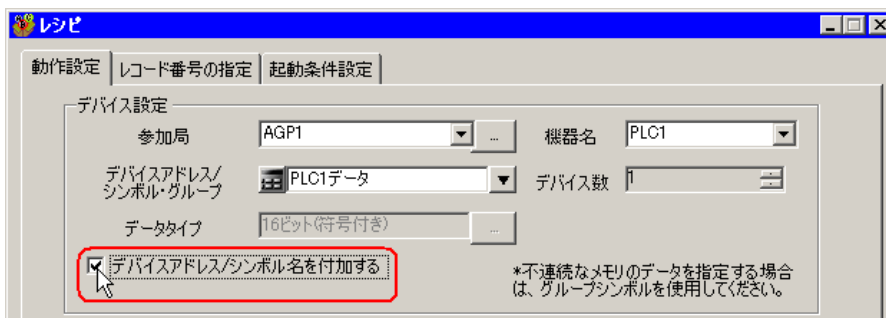 レシピ
動作設定 レコード番号の指定 起動条件設定
デバイス設定
参加局 AGP1 ... 機器名 PLC1
デバイスアドレス/
シンボル・グループ PLC1データ デバイス数 1
データタイプ 16ビット(符号付き) ...
デバイスアドレス/シンボル名を付加する
*不連続なメモリのデータを指定する場合
は、グループシンボルを使用してください。